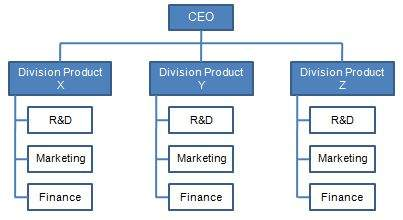 CEO
Division Product
X
Division Product
Y
Division Product
Z
R&D
R&D
R&D
Marketing
Marketing
Marketing
Finance
Finance
Finance